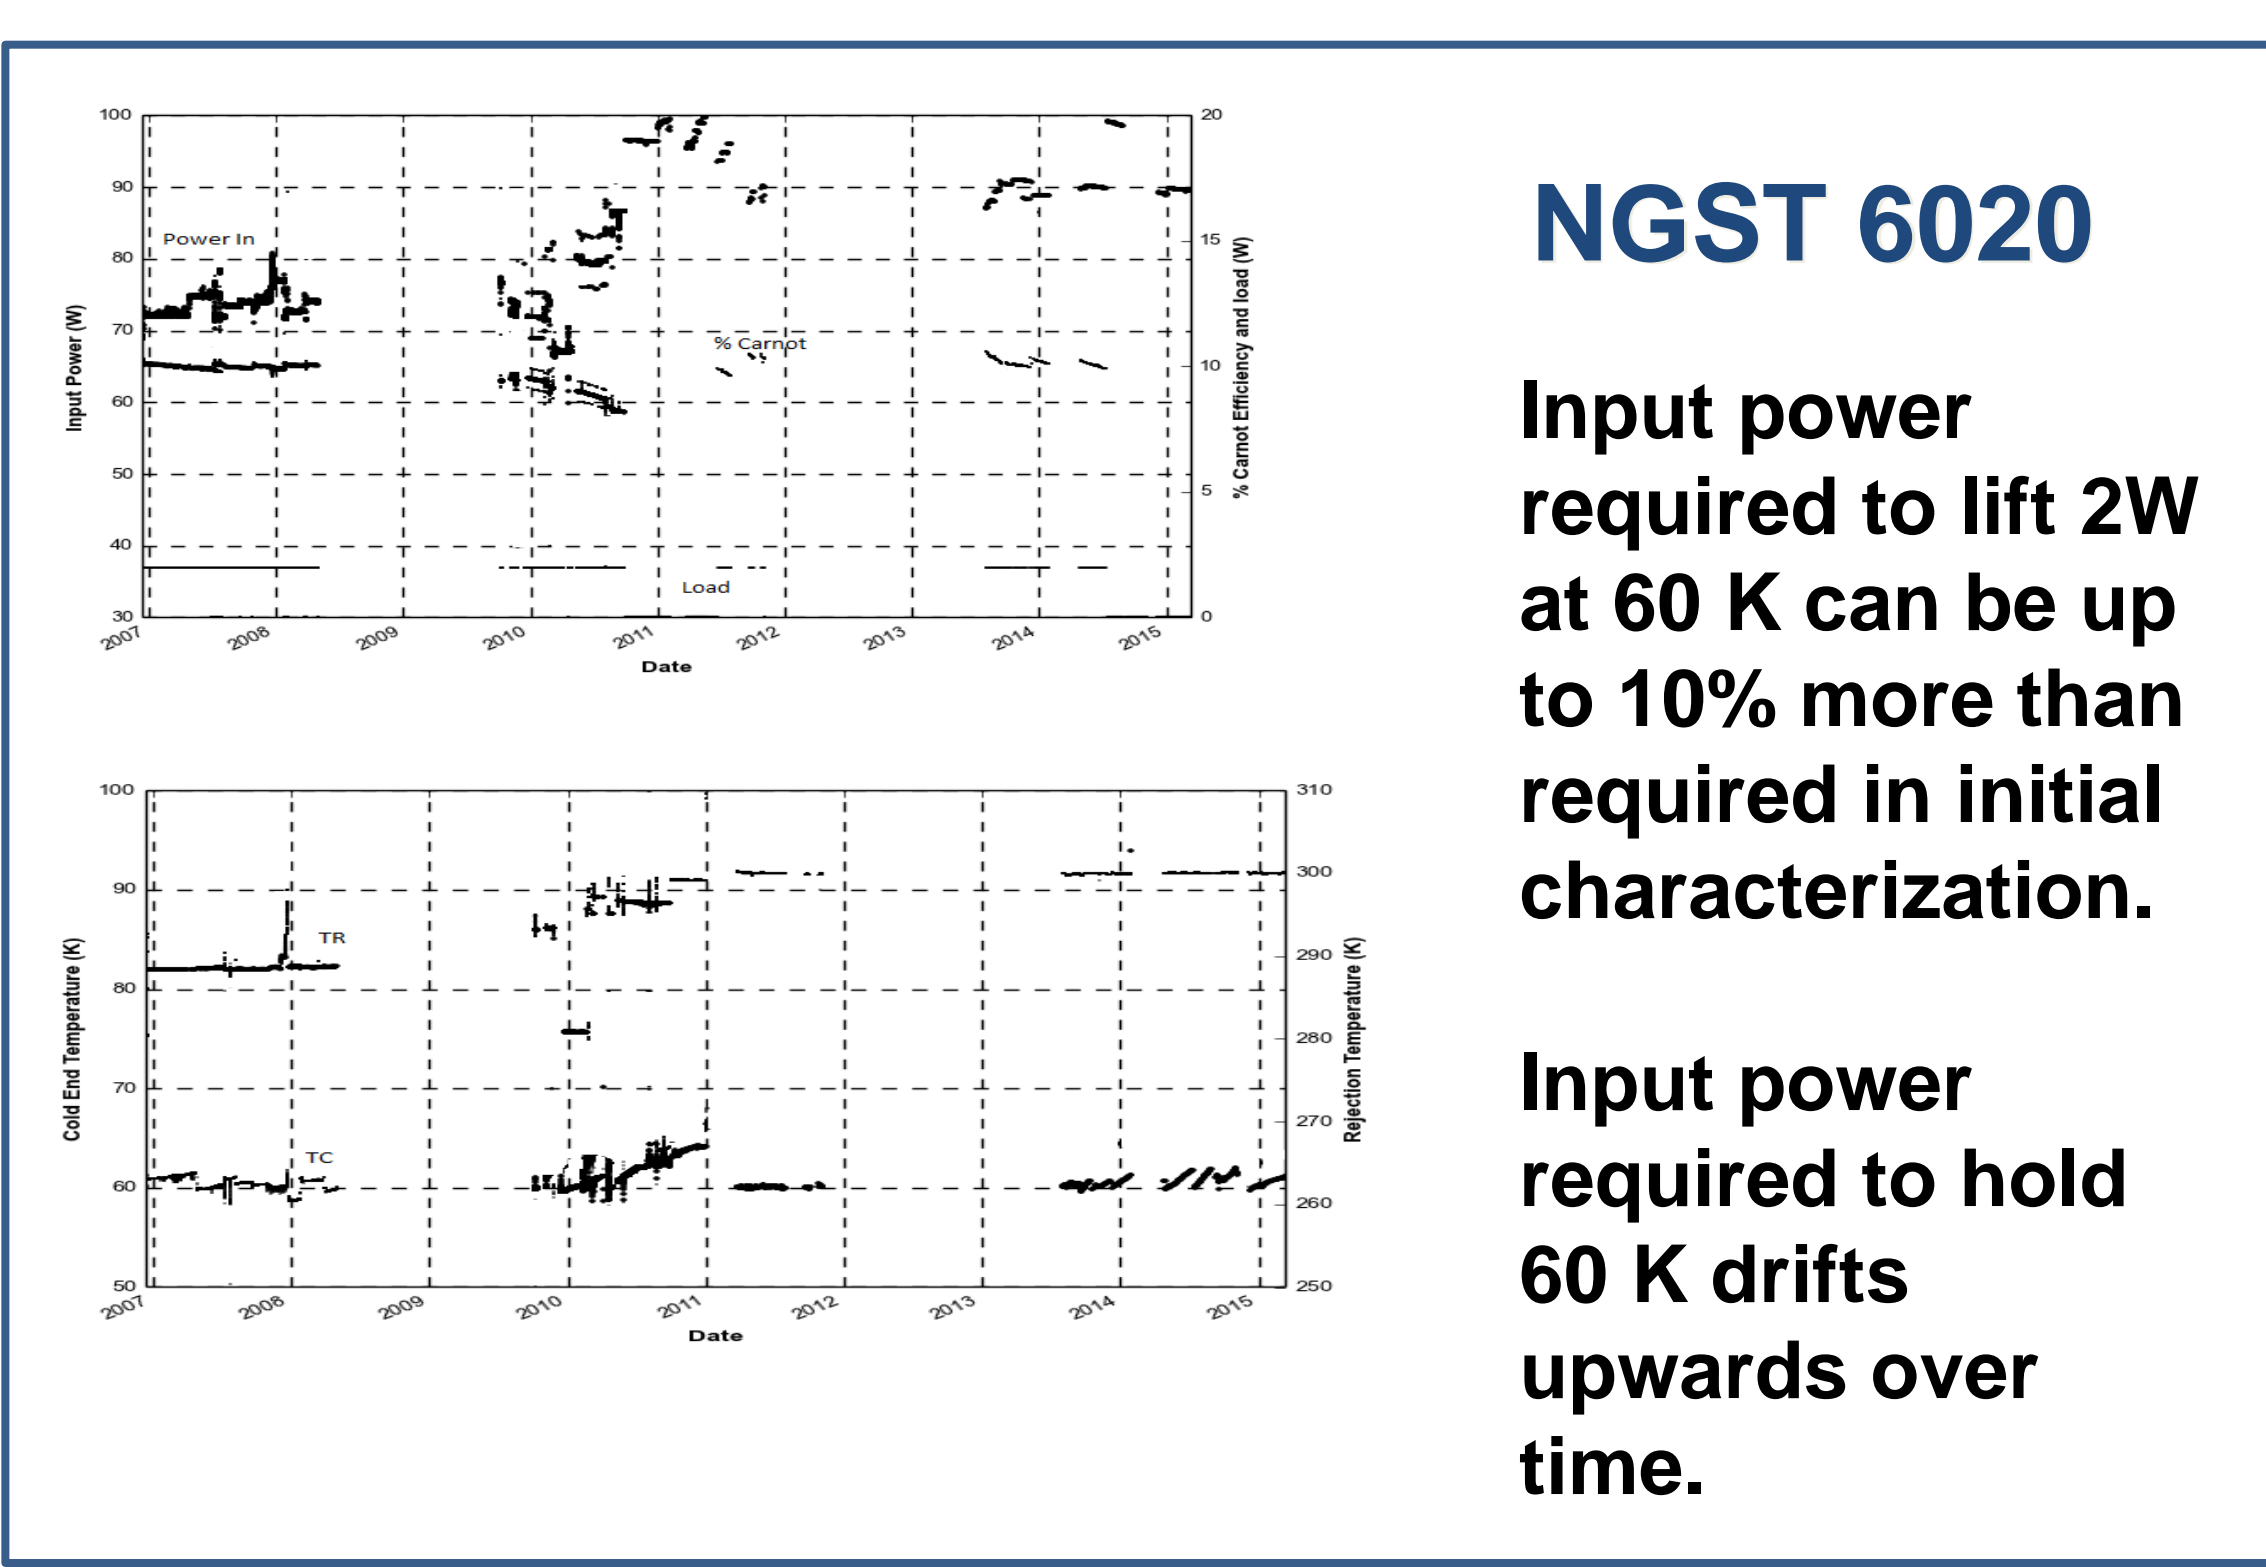 100
90
80
70
60
50
40
30
20
15
10
5
0
Power In
% Carnot
Load
Input Power (W)
% Carnot Efficiency and load (W)
2007
2008
2009
2010
2011
2012
2013
2014
2015
Date
100
90
80
70
60
50
310
300
290
280
270
260
250
TR
TC
Cold End Temperature (K)
Rejection Temperature (K)
2007
2008
2009
2010
2011
2012
2013
2014
2015
Date
NGST 6020
Input power
required to lift 2W
at 60 K can be up
to 10% more than
required in initial
characterization.
Input power
required to hold
60 K drifts
upwards over
time.